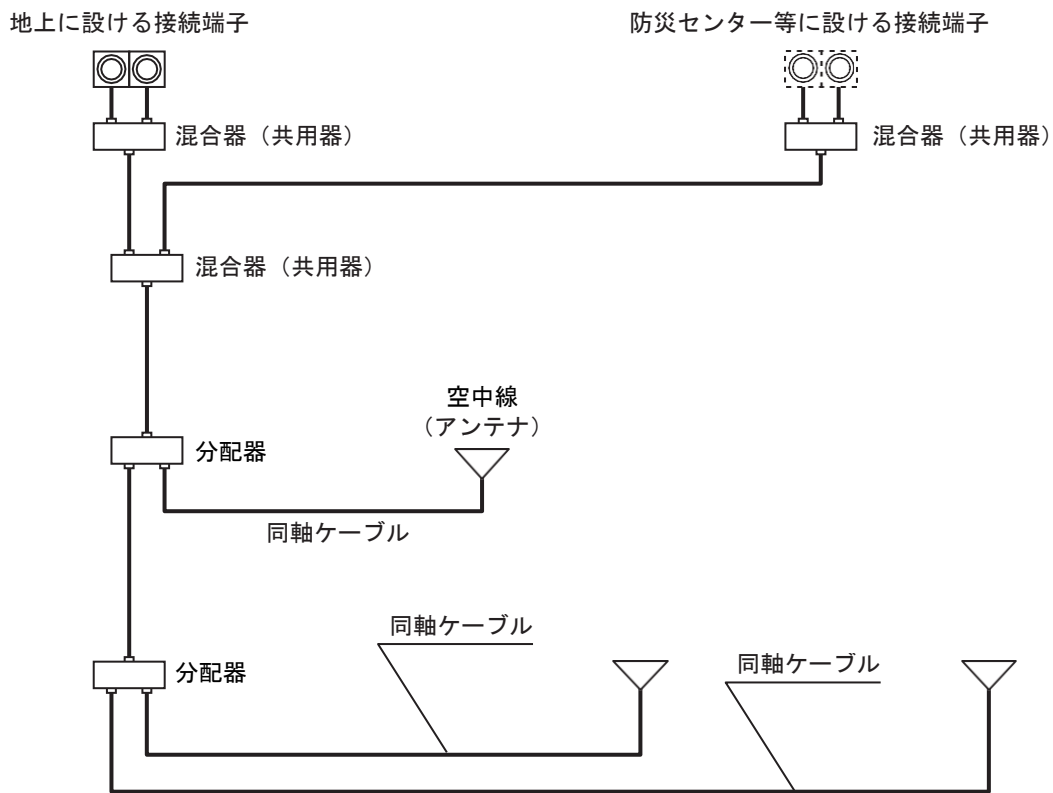 地上に設ける接続端子
防災センター等に設ける接続端子
混合器（共用器）
混合器（共用器）
混合器（共用器）
空中線
（アンテナ）
分配器
同軸ケーブル
同軸ケーブル
同軸ケーブル
分配器